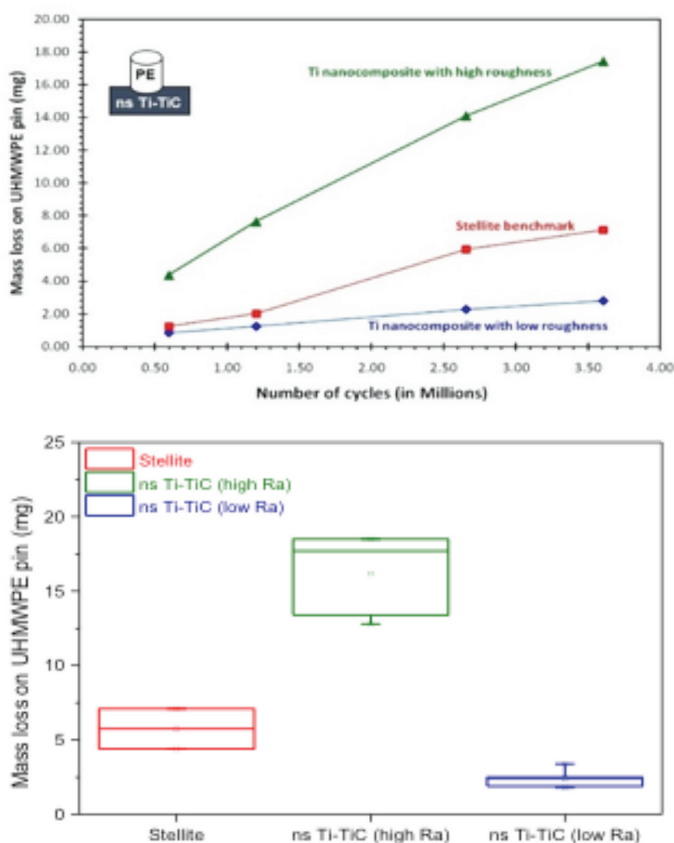 20.00
18.00
16.00
14.00
12.00
10.00
8.00
6.00
4.00
2.00
0.00
Mass loss on UHMWPE pin (mg)
PE
ns Ti-TiC
Ti nanocomposite with high roughness
Stellite benchmark
Ti nanocomposite with low roughness
0.00 0.50 1.00 1.50 2.00 2.50 3.00 3.50 4.00
Number of cycles (in Millions)
25
20
15
10
5
0
Mass loss on UHMWPE pin (mg)
Stellite
ns Ti-TiC (high Ra)
ns Ti-TiC (low Ra)
Stellite ns Ti-TiC (high Ra) ns Ti-TiC (low Ra)